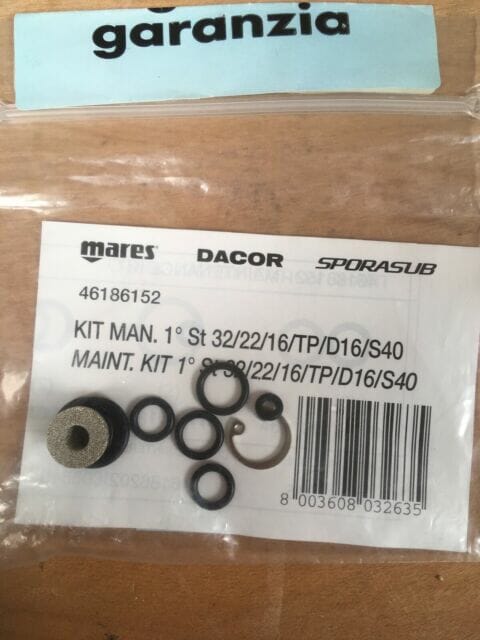 garanzia
mares DACOR SPORASUB
46186152
KIT MAN. 1° St 32/22/16/TP/D16/S40
MAINT. KIT 1° St 32/22/16/TP/D16/S40
8 003608 032635